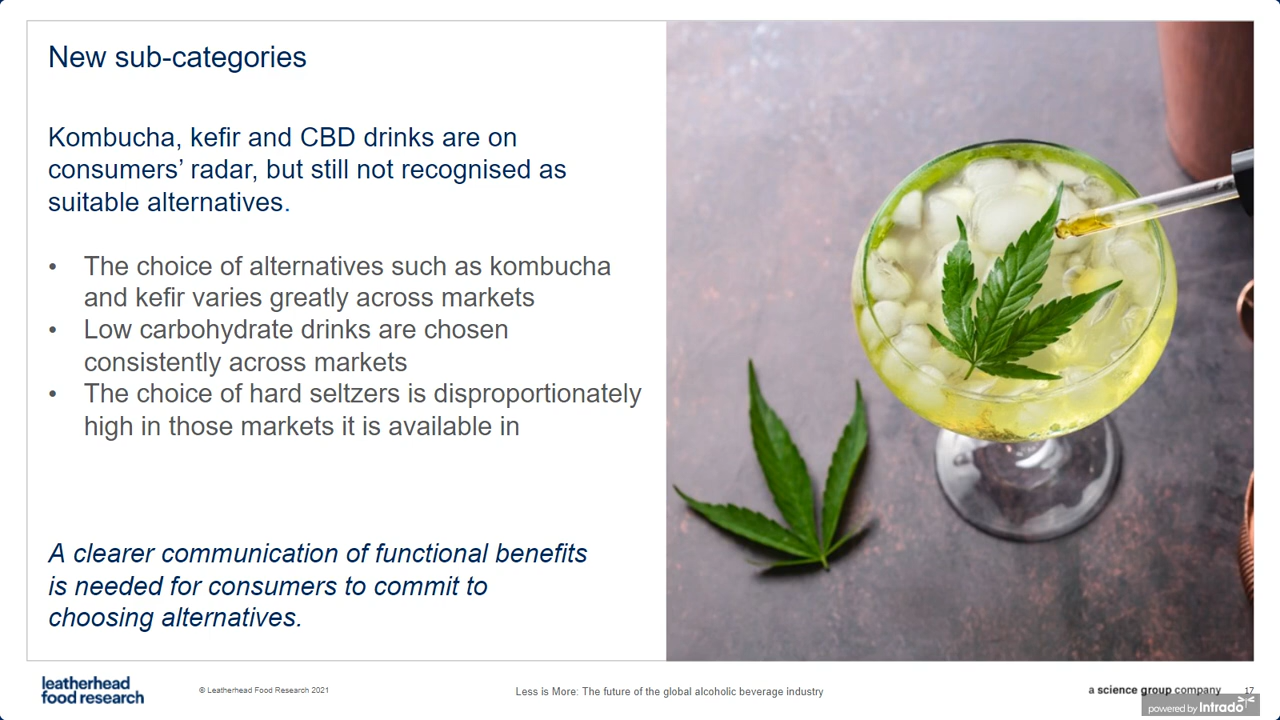 New sub-categories
Kombucha, kefir and CBD drinks are on
consumers’ radar, but still not recognised as
suitable alternatives.
• The choice of alternatives such as kombucha
and kefir varies greatly across markets
• Low carbohydrate drinks are chosen
consistently across markets
• The choice of hard seltzers is disproportionately
high in those markets it is available in
A clearer communication of functional benefits
is needed for consumers to commit to
choosing alternatives.
leatherhead
food research
© Leatherhead Food Research 2021
Less is More: The future of the global alcoholic beverage industry
a science group company
17
powered by Intrado